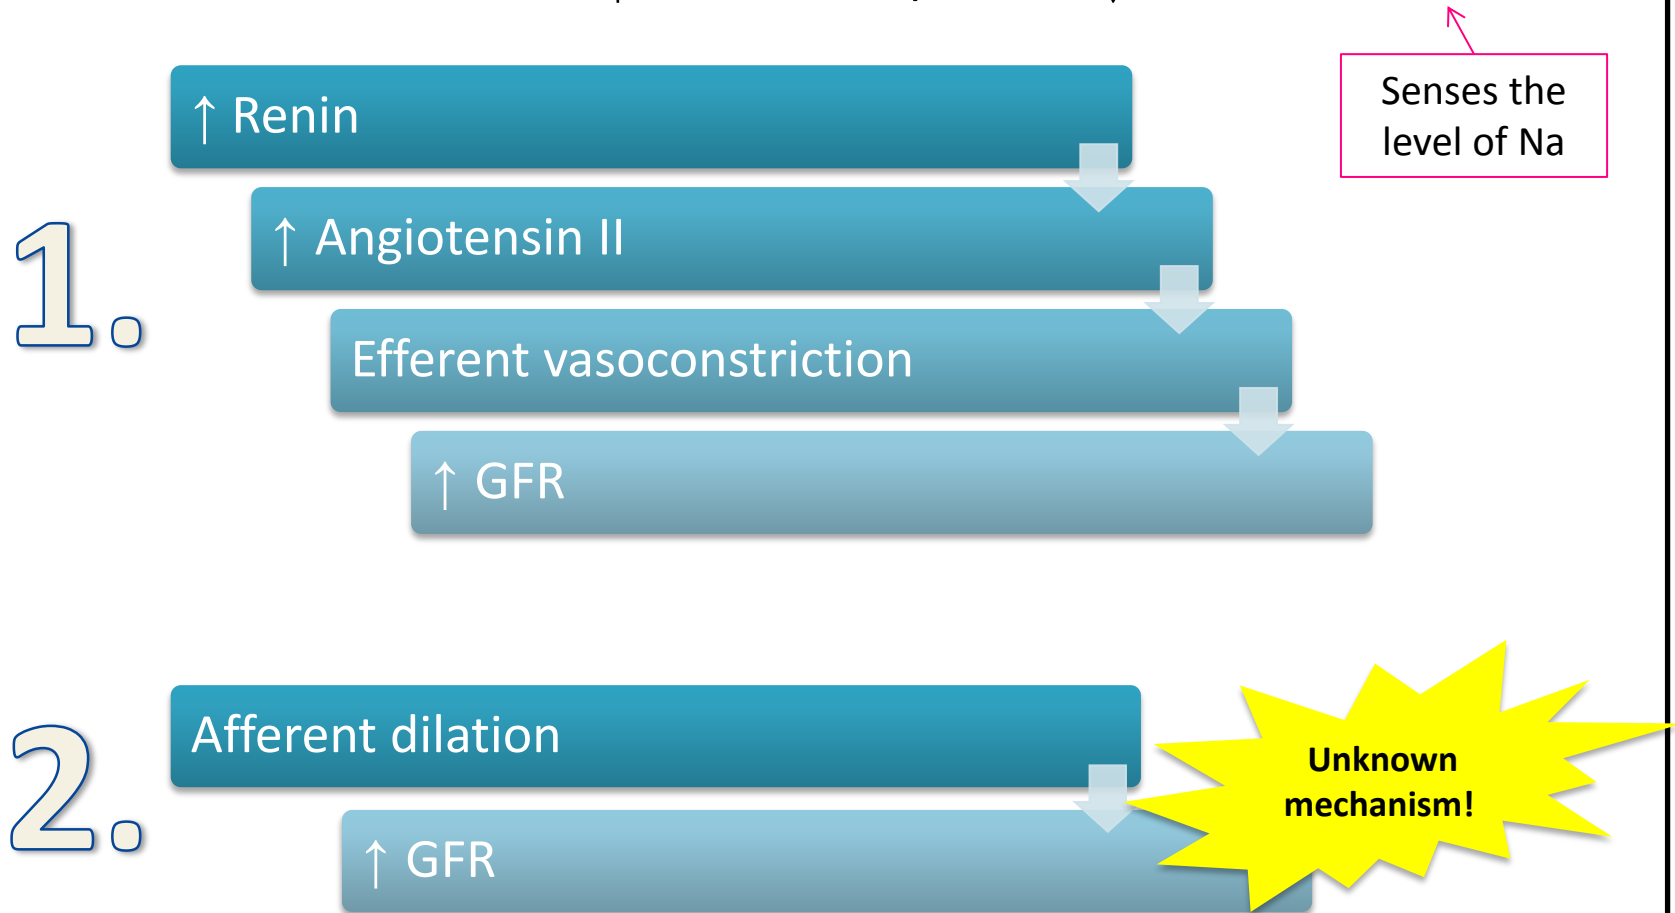 Senses the
level of Na
1.
↑ Renin
↑ Angiotensin II
Efferent vasoconstriction
↑ GFR
2.
Afferent dilation
↑ GFR
Unknown
mechanism!